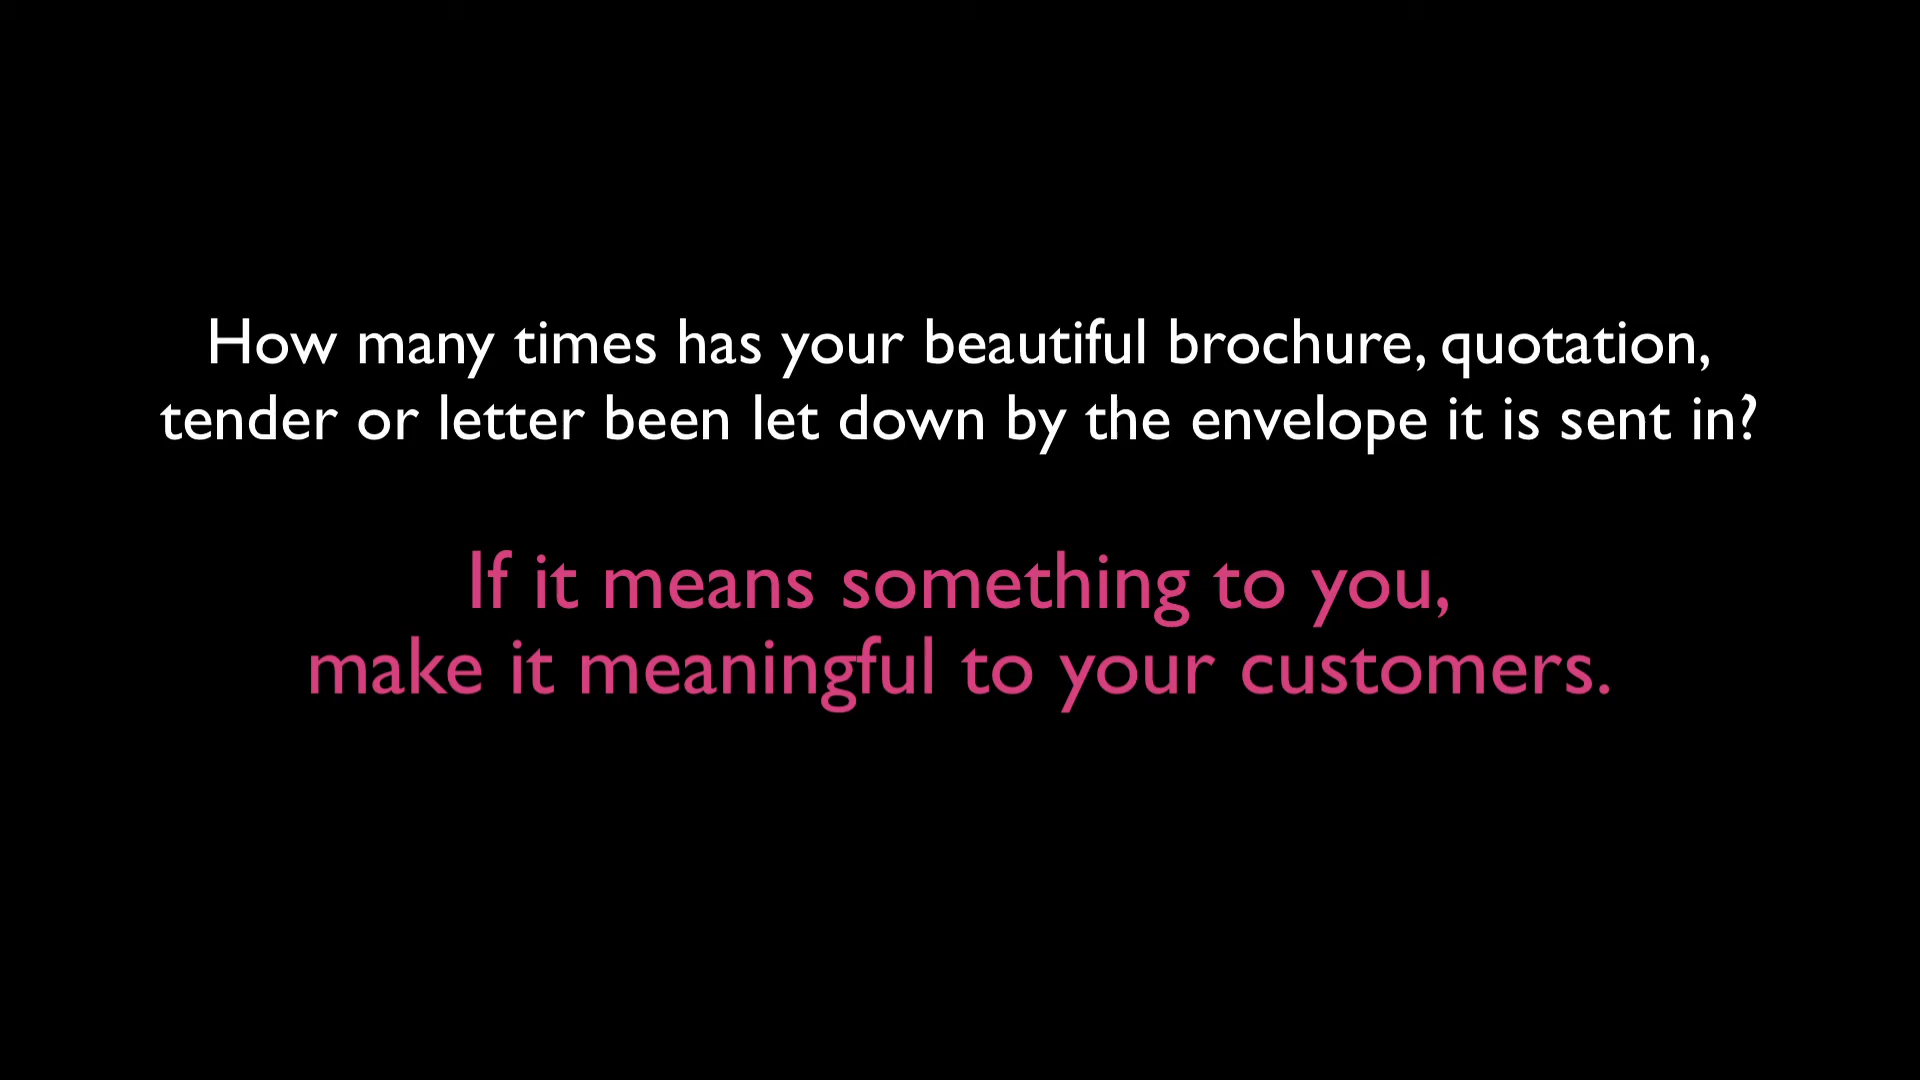 How many times has your beautiful brochure, quotation,
tender or letter been let down by the envelope it is sent in?
If it means something to you,
make it meaningful to your customers.